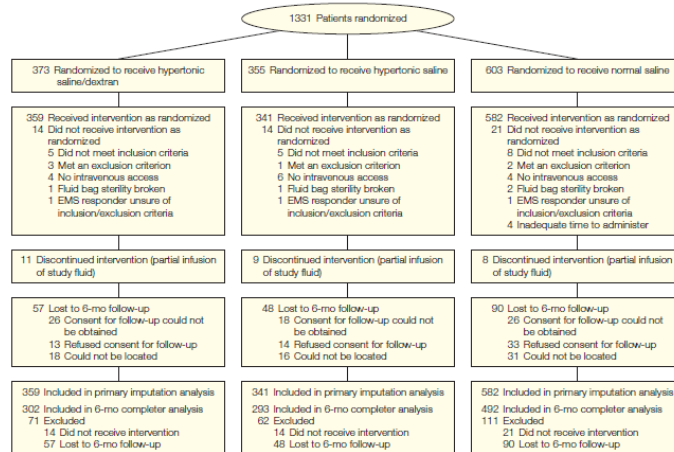 1331 Patients randomized
373 Randomized to receive hypertonic
saline/dextran
355 Randomized to receive hypertonic saline
603 Randomized to receive normal saline
359 Received intervention as randomized
14 Did not receive intervention as
randomized
5 Did not meet inclusion criteria
3 Met an exclusion criterion
4 No intravenous access
1 Fluid bag sterility broken
1 EMS responder unsure of
inclusion/exclusion criteria
341 Received intervention as randomized
14 Did not receive intervention as
randomized
5 Did not meet inclusion criteria
1 Met an exclusion criterion
6 No intravenous access
1 Fluid bag sterility broken
1 EMS responder unsure of
inclusion/exclusion criteria
582 Received intervention as randomized
21 Did not receive intervention as
randomized
8 Did not meet inclusion criteria
2 Met an exclusion criterion
4 No intravenous access
2 Fluid bag sterility broken
1 EMS responder unsure of
inclusion/exclusion criteria
4 Inadequate time to administer
11 Discontinued intervention (partial infusion
of study fluid)
9 Discontinued intervention (partial infusion
of study fluid)
8 Discontinued intervention (partial infusion
of study fluid)
57 Lost to 6-mo follow-up
26 Consent for follow-up could not
be obtained
13 Refused consent for follow-up
18 Could not be located
48 Lost to 6-mo follow-up
18 Consent for follow-up could not
be obtained
14 Refused consent for follow-up
16 Could not be located
90 Lost to 6-mo follow-up
26 Consent for follow-up could not
be obtained
33 Refused consent for follow-up
31 Could not be located
359 Included in primary imputation analysis
302 Included in 6-mo completer analysis
71 Excluded
14 Did not receive intervention
57 Lost to 6-mo follow-up
341 Included in primary imputation analysis
293 Included in 6-mo completer analysis
62 Excluded
14 Did not receive intervention
48 Lost to 6-mo follow-up
582 Included in primary imputation analysis
492 Included in 6-mo completer analysis
111 Excluded
21 Did not receive intervention
90 Lost to 6-mo follow-up